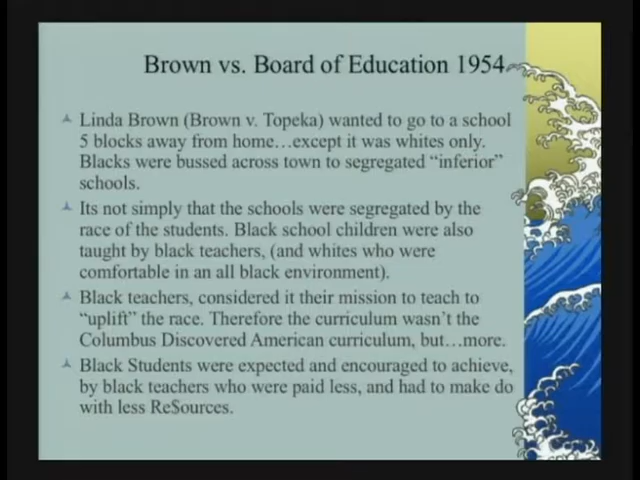 Brown vs. Board of Education 1954
Linda Brown (Brown v. Topeka) wanted to go to a school
5 blocks away from home…except it was whites only.
Blacks were bussed across town to segregated “inferior”
schools.
Its not simply that the schools were segregated by the
race of the students. Black school children were also
taught by black teachers, (and whites who were
comfortable in an all black environment).
Black teachers, considered it their mission to teach to
“uplift” the race. Therefore the curriculum wasn’t the
Columbus Discovered American curriculum, but…more.
Black Students were expected and encouraged to achieve,
by black teachers who were paid less, and had to make do
with less Re$ources.